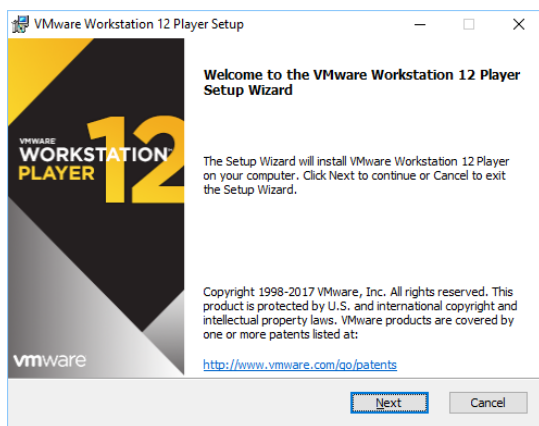 VMware Workstation 12 Player Setup
Welcome to the VMware Workstation 12 Player
Setup Wizard
VMWARE
WORKSTATION™
PLAYER 12
The Setup Wizard will install VMware Workstation 12 Player
on your computer. Click Next to continue or Cancel to exit
the Setup Wizard.
Copyright 1998-2017 VMware, Inc. All rights reserved. This
product is protected by U.S. and international copyright and
intellectual property laws. VMware products are covered by
one or more patents listed at:
http://www.vmware.com/go/patents
vmware
Next
Cancel